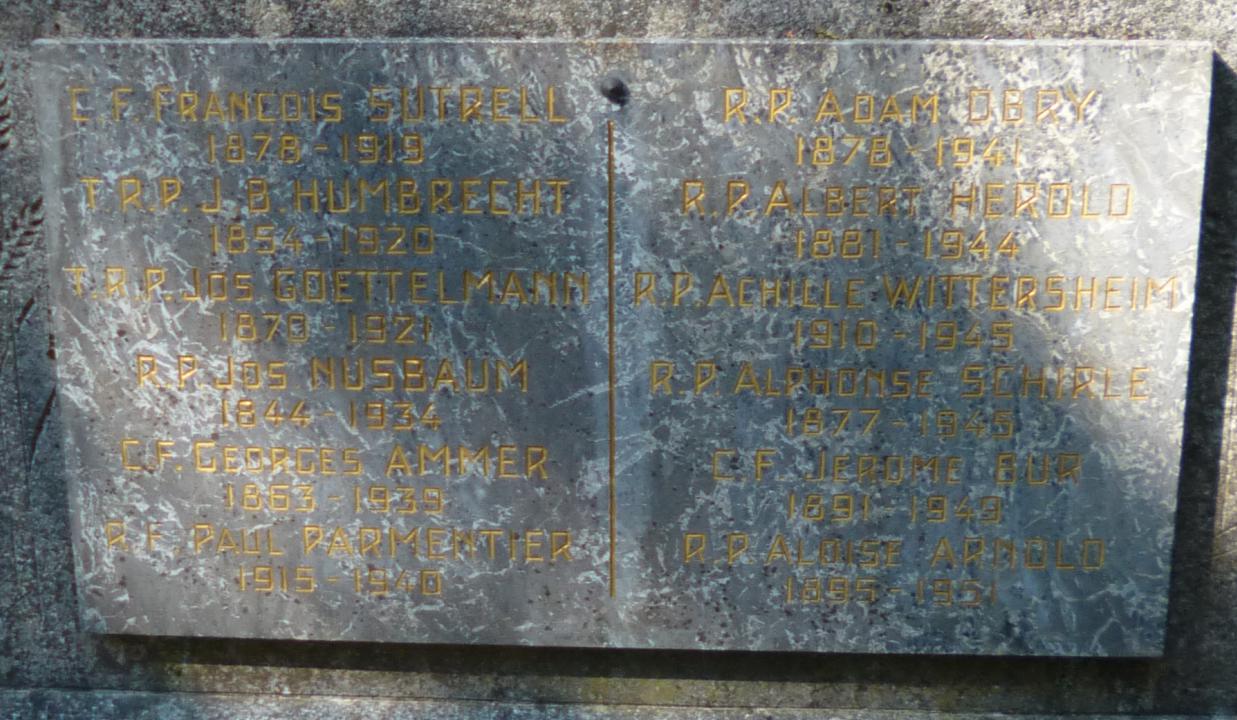 C.F. FRANÇOIS SUTRELL
1878 - 1919
T.R.P. J.B. HUMBRECHT
1854 - 1920
T.R.P. JOS GOETTELMANN
1870 - 1921
R.P. JOS NUSBAUM
1844 - 1934
C.F. GEORGES AMMER
1863 - 1939
R.F. PAUL PARMENTIER
1915 - 1940
R.P. ADAM OBRY
1878 - 1941
R.P. ALBERT HEROLD
1881 - 1944
R.P. ACHILLE WITTERSHEIM
1910 - 1945
R.P. ALPHONSE SCHIRLE
1877 - 1945
C.F. JEROME BUR
1891 - 1949
R.P. ALOISE ARNOLD
1895 - 1951